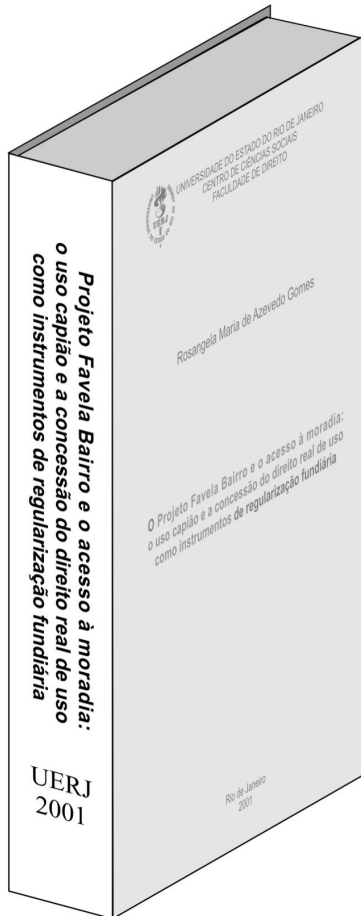 Projeto Favela Bairro e o acesso à moradia:
o uso capião e a concessão do direito real de uso
como instrumentos de regularização fundiária
UERJ
2001
UNIVERSIDADE DO ESTADO DO RIO DE JANEIRO
CENTRO DE CIÊNCIAS SOCIAIS
FACULDADE DE DIREITO
UERJ
Rosangela Maria de Azevedo Gomes
O Projeto Favela Bairro e o acesso à moradia:
o uso capião e a concessão do direito real de uso
como instrumentos de regularização fundiária
Rio de Janeiro
2001